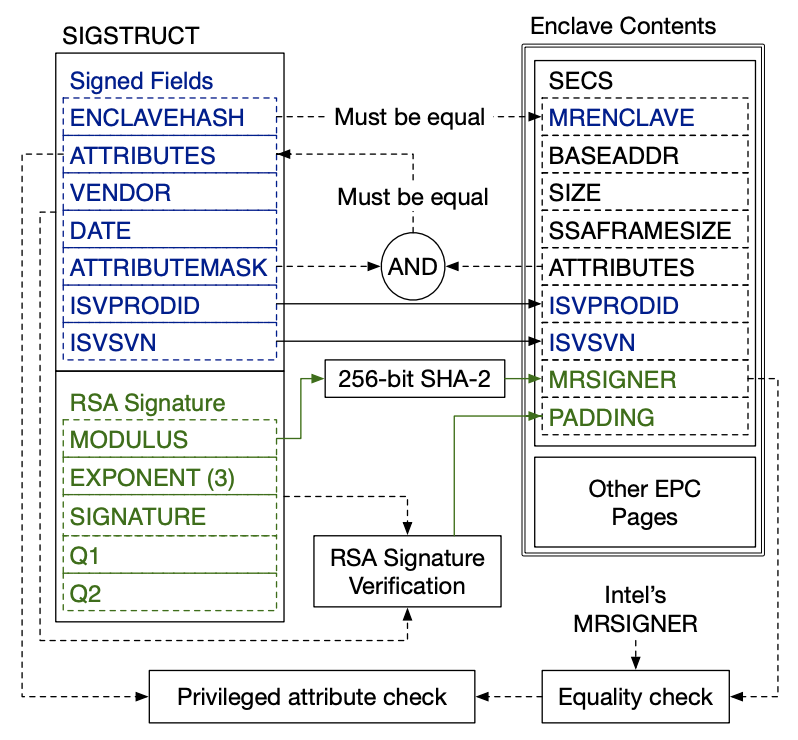 SIGSTRUCT
Signed Fields
ENCLAVEHASH
ATTRIBUTES
VENDOR
DATE
ATTRIBUTEMASK
ISVPRODID
ISVSVN
RSA Signature
MODULUS
EXPONENT (3)
SIGNATURE
Q1
Q2
Must be equal
Must be equal
AND
256-bit SHA-2
RSA Signature
Verification
Enclave Contents
SECS
MRENCLAVE
BASEADDR
SIZE
SSAFRAMESIZE
ATTRIBUTES
ISVPRODID
ISVSVN
MRSIGNER
PADDING
Other EPC
Pages
Intel's
MRSIGNER
Privileged attribute check
Equality check